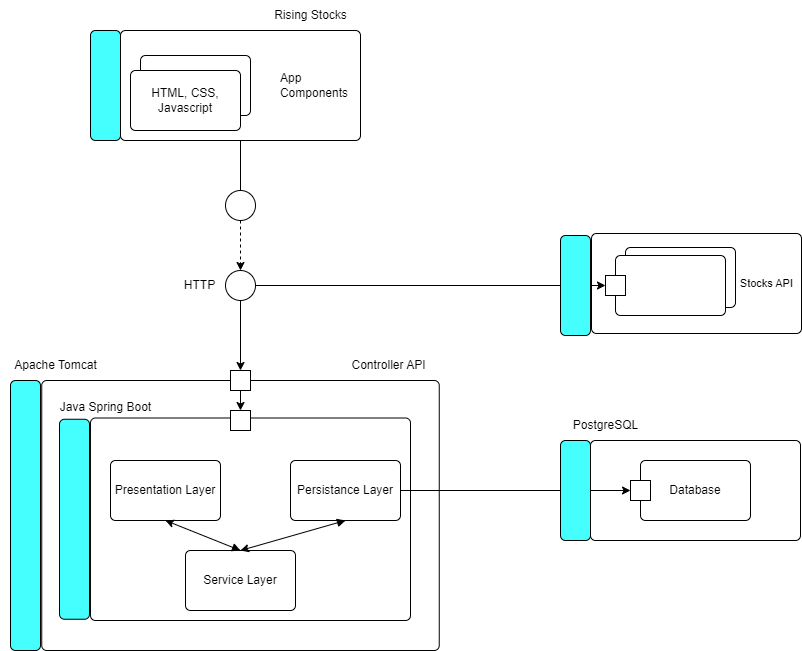 Rising Stocks
HTML, CSS,
Javascript
App
Components
HTTP
Stocks API
Apache Tomcat
Controller API
Java Spring Boot
PostgreSQL
Presentation Layer
Persistance Layer
Database
Service Layer